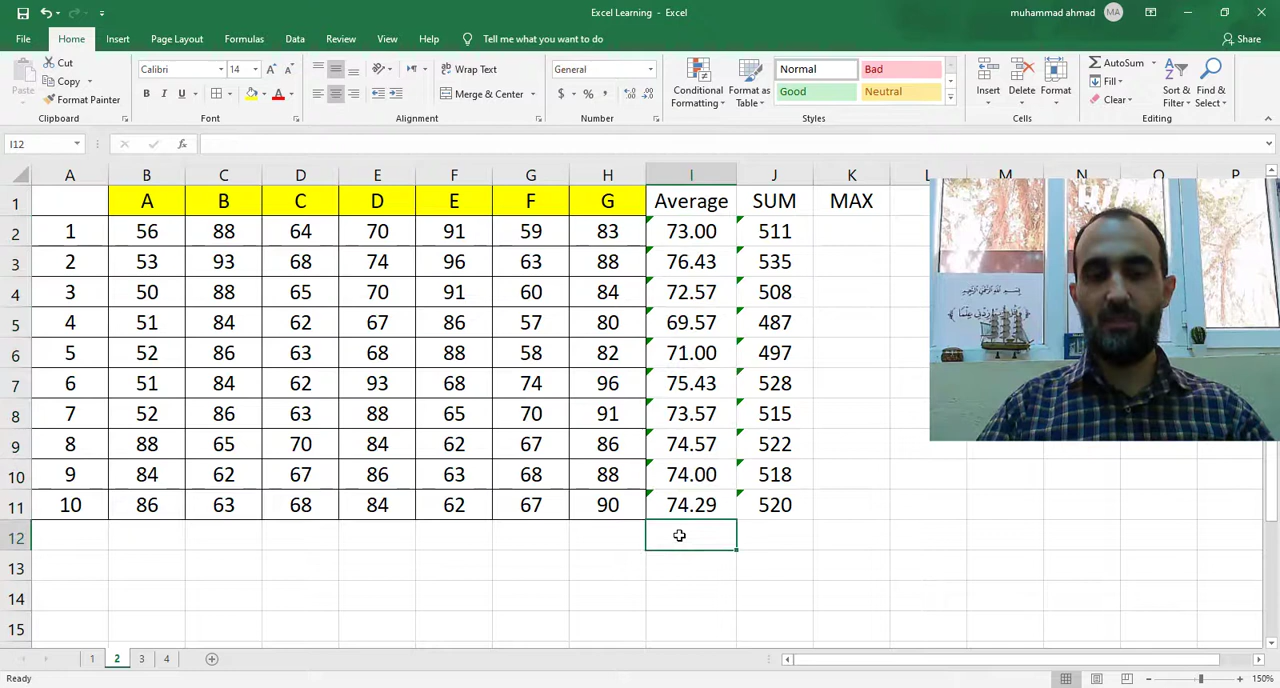 Excel Learning - Excel
muhammad ahmad MA
File Home Insert Page Layout Formulas Data Review View Help Tell me what you want to do Share
Paste Cut Copy Format Painter
Clipboard
Calibri 14
B I U A
Font
Wrap Text
Merge & Center
Alignment
General
$ % ,
Number
Conditional Formatting
Format as Table
Normal Bad
Good Neutral
Styles
Insert Delete Format
Cells
AutoSum
Fill
Clear
Sort & Filter
Find & Select
Editing
I12 fx
A B C D E F G H I J K L M N O P
1 A B C D E F G Average SUM MAX
2 1 56 88 64 70 91 59 83 73.00 511
3 2 53 93 68 74 96 63 88 76.43 535
4 3 50 88 65 70 91 60 84 72.57 508
5 4 51 84 62 67 86 57 80 69.57 487
6 5 52 86 63 68 88 58 82 71.00 497
7 6 51 84 62 93 68 74 96 75.43 528
8 7 52 86 63 88 65 70 91 73.57 515
9 8 88 65 70 84 62 67 86 74.57 522
10 9 84 62 67 86 63 68 88 74.00 518
11 10 86 63 68 84 62 67 90 74.29 520
12
13
14
15
بسم الله الرحمن الرحيم
1 2 3 4
Ready 150%